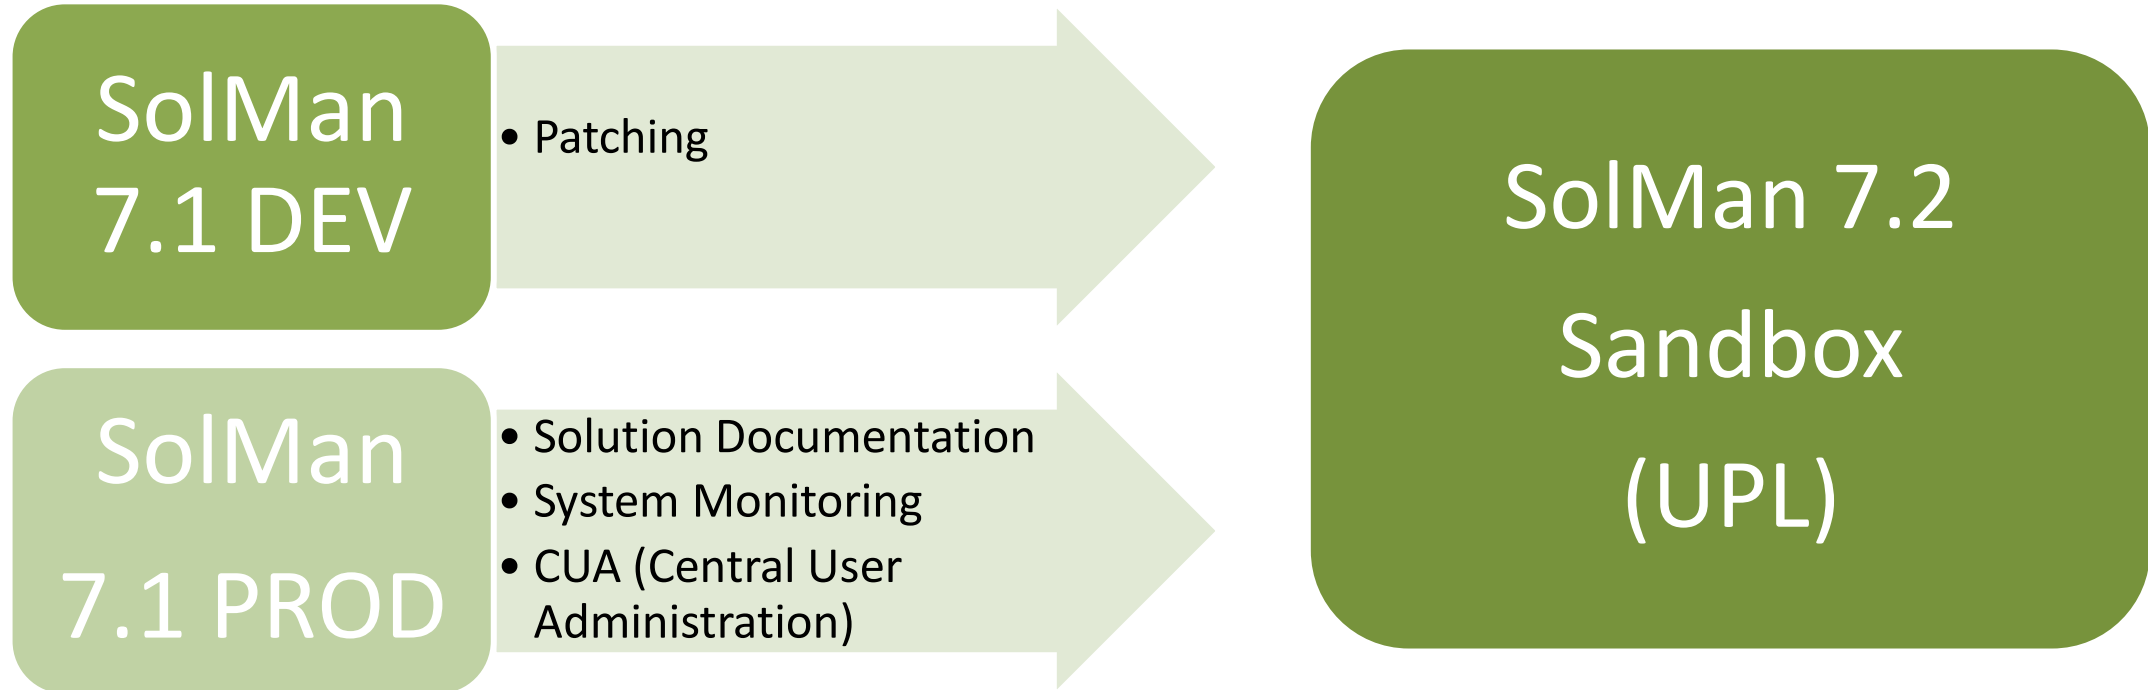 SolMan
7.1 DEV
• Patching
SolMan
7.1 PROD
• Solution Documentation
• System Monitoring
• CUA (Central User
Administration)
SolMan 7.2
Sandbox
(UPL)